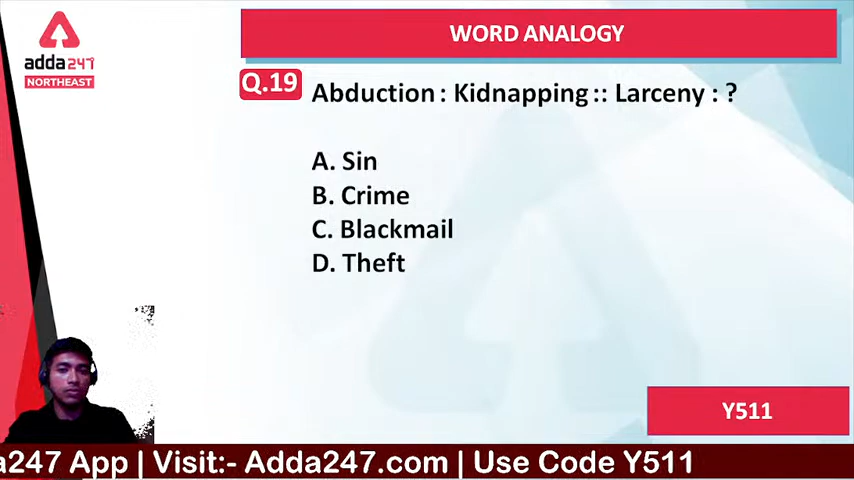 WORD ANALOGY
adda247
NORTHEAST
Q.19
Abduction : Kidnapping :: Larceny : ?
A. Sin
B. Crime
C. Blackmail
D. Theft
Y511
a247 App | Visit:- Adda247.com | Use Code Y511